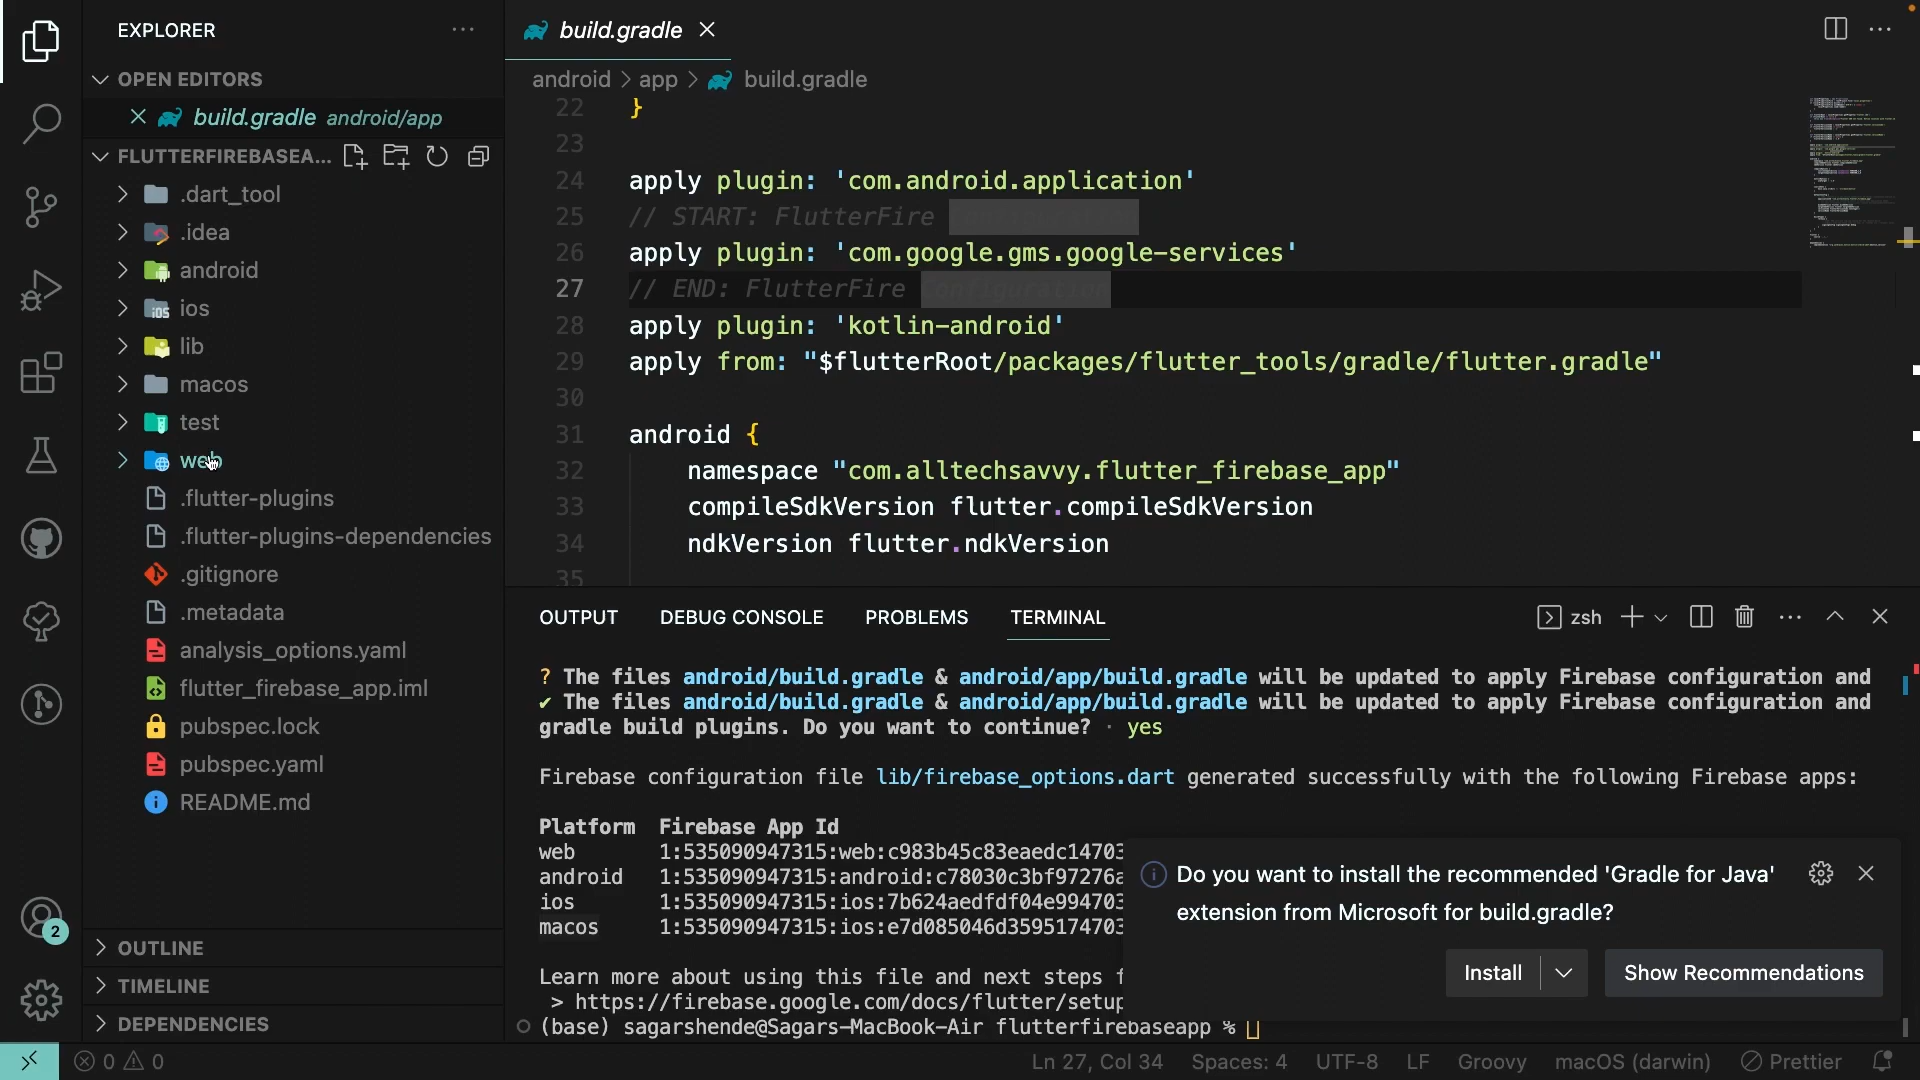 EXPLORER
OPEN EDITORS
build.gradle android/app
FLUTTERFIREBASEA...
.dart_tool
.idea
android
ios
lib
macos
test
web
.flutter-plugins
.flutter-plugins-dependencies
.gitignore
.metadata
analysis_options.yaml
flutter_firebase_app.iml
pubspec.lock
pubspec.yaml
README.md
OUTLINE
TIMELINE
DEPENDENCIES
2
build.gradle
android > app > build.gradle
22 }
23
24 apply plugin: 'com.android.application'
25 // START: FlutterFire Configuration
26 apply plugin: 'com.google.gms.google-services'
27 // END: FlutterFire Configuration
28 apply plugin: 'kotlin-android'
29 apply from: "$flutterRoot/packages/flutter_tools/gradle/flutter.gradle"
30
31 android {
32 namespace "com.alltechsavvy.flutter_firebase_app"
33 compileSdkVersion flutter.compileSdkVersion
34 ndkVersion flutter.ndkVersion
35
OUTPUT DEBUG CONSOLE PROBLEMS TERMINAL
zsh
? The files android/build.gradle & android/app/build.gradle will be updated to apply Firebase configuration and
✔ The files android/build.gradle & android/app/build.gradle will be updated to apply Firebase configuration and
gradle build plugins. Do you want to continue? · yes
Firebase configuration file lib/firebase_options.dart generated successfully with the following Firebase apps:
Platform Firebase App Id
web 1:535090947315:web:c983b45c83eaedc14703
android 1:535090947315:android:c78030c3bf97276a
ios 1:535090947315:ios:7b624aedfdf04e994703
macos 1:535090947315:ios:e7d085046d3595174703
Learn more about using this file and next steps f
> https://firebase.google.com/docs/flutter/setup
(base) sagarshende@Sagars-MacBook-Air flutterfirebaseapp %
Do you want to install the recommended 'Gradle for Java'
extension from Microsoft for build.gradle?
Install
Show Recommendations
0 0
Ln 27, Col 34 Spaces: 4 UTF-8 LF Groovy macOS (darwin) Prettier